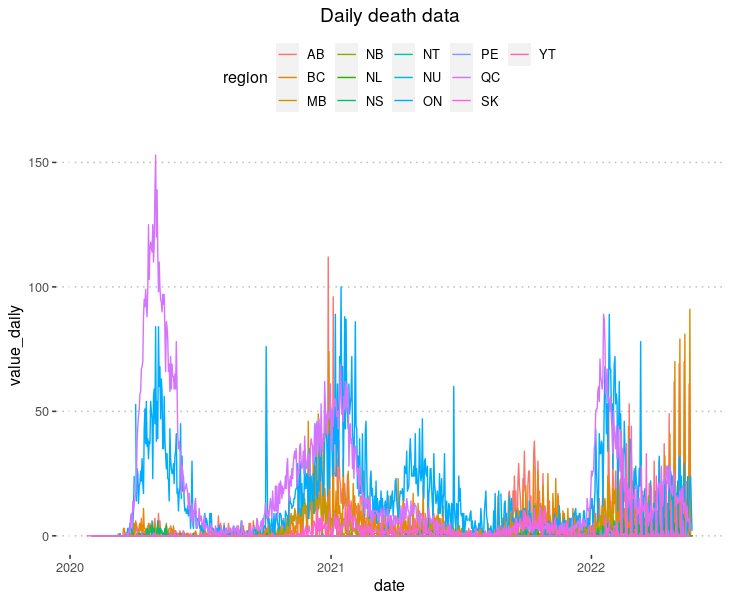 Daily death data
region
AB NB NT PE YT
BC NL NU QC
MB NS ON SK
value_daily
150
100
50
0
2020 2021 2022
date